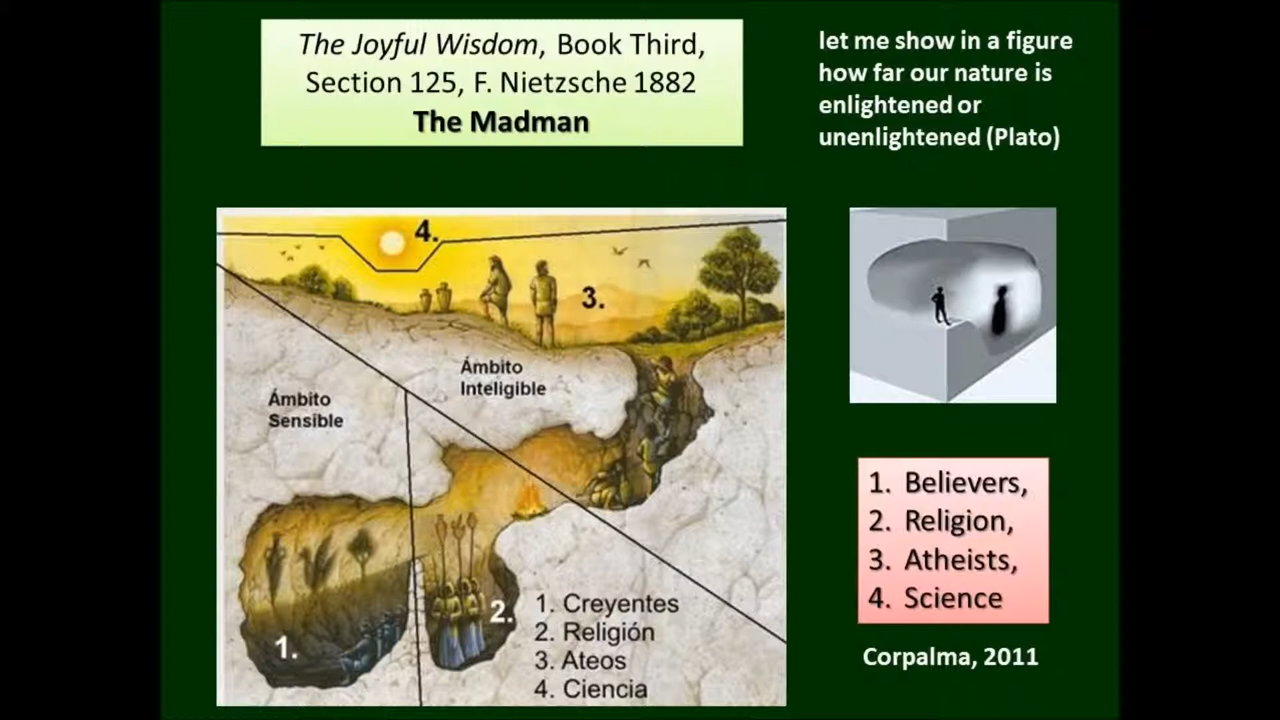 The Joyful Wisdom, Book Third,
Section 125, F. Nietzsche 1882
The Madman
let me show in a figure
how far our nature is
enlightened or
unenlightened (Plato)
4.
3.
Ámbito
Inteligible
Ámbito
Sensible
1.
2.
1. Creyentes
2. Religión
3. Ateos
4. Ciencia
1. Believers,
2. Religion,
3. Atheists,
4. Science
Corpalma, 2011